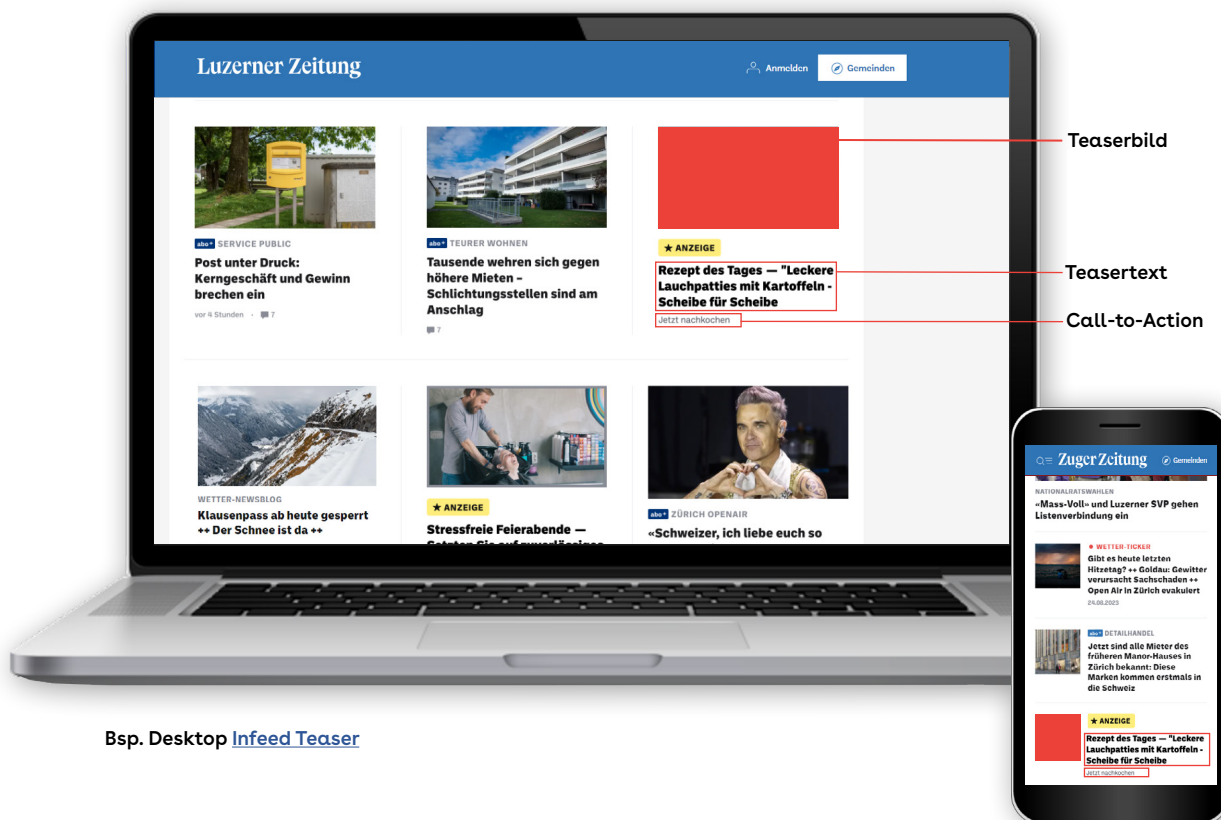 Luzerner Zeitung
Anmelden
Gemeinden
abo+ SERVICE PUBLIC
Post unter Druck:
Kerngeschäft und Gewinn
brechen ein
vor 4 Stunden · 7
abo+ TEURER WOHNEN
Tausende wehren sich gegen
höhere Mieten –
Schlichtungsstellen sind am
Anschlag
7
★ ANZEIGE
Rezept des Tages — "Leckere
Lauchpatties mit Kartoffeln -
Scheibe für Scheibe
Jetzt nachkochen
Teaserbild
Teasertext
Call-to-Action
WETTER-NEWSBLOG
Klausenpass ab heute gesperrt
++ Der Schnee ist da ++
★ ANZEIGE
Stressfreie Feierabende —
Setzten Sie auf zuverlässiges
abo+ ZÜRICH OPENAIR
«Schweizer, ich liebe euch so
Zuger Zeitung
Gemeinden
NATIONALRATSWAHLEN
«Mass-Voll» und Luzerner SVP gehen
Listenverbindung ein
• WETTER-TICKER
Gibt es heute letzten
Hitzetag? ++ Goldau: Gewitter
verursacht Sachschaden ++
Open Air in Zürich evakuiert
24.08.2023
abo+ DETAILHANDEL
Jetzt sind alle Mieter des
früheren Manor-Hauses in
Zürich bekannt: Diese
Marken kommen erstmals in
die Schweiz
★ ANZEIGE
Rezept des Tages — "Leckere
Lauchpatties mit Kartoffeln -
Scheibe für Scheibe
Jetzt nachkochen
Bsp. Desktop Infeed Teaser